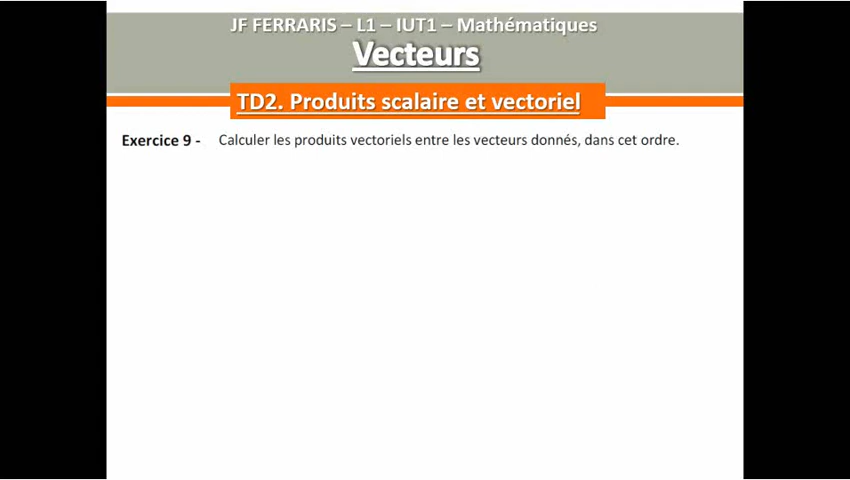 JF FERRARIS – L1 – IUT1 – Mathématiques
Vecteurs
TD2. Produits scalaire et vectoriel
Exercice 9 - Calculer les produits vectoriels entre les vecteurs donnés, dans cet ordre.